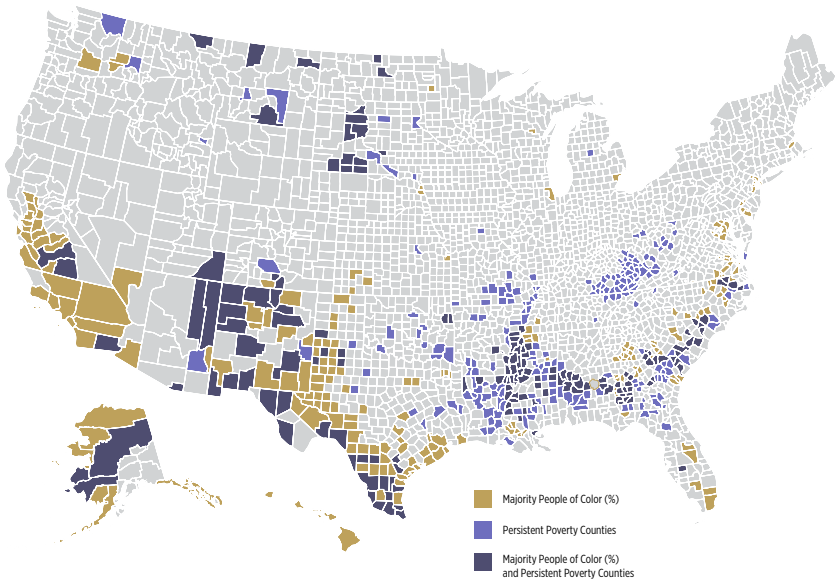 Majority People of Color (%)
Persistent Poverty Counties
Majority People of Color (%)
and Persistent Poverty Counties